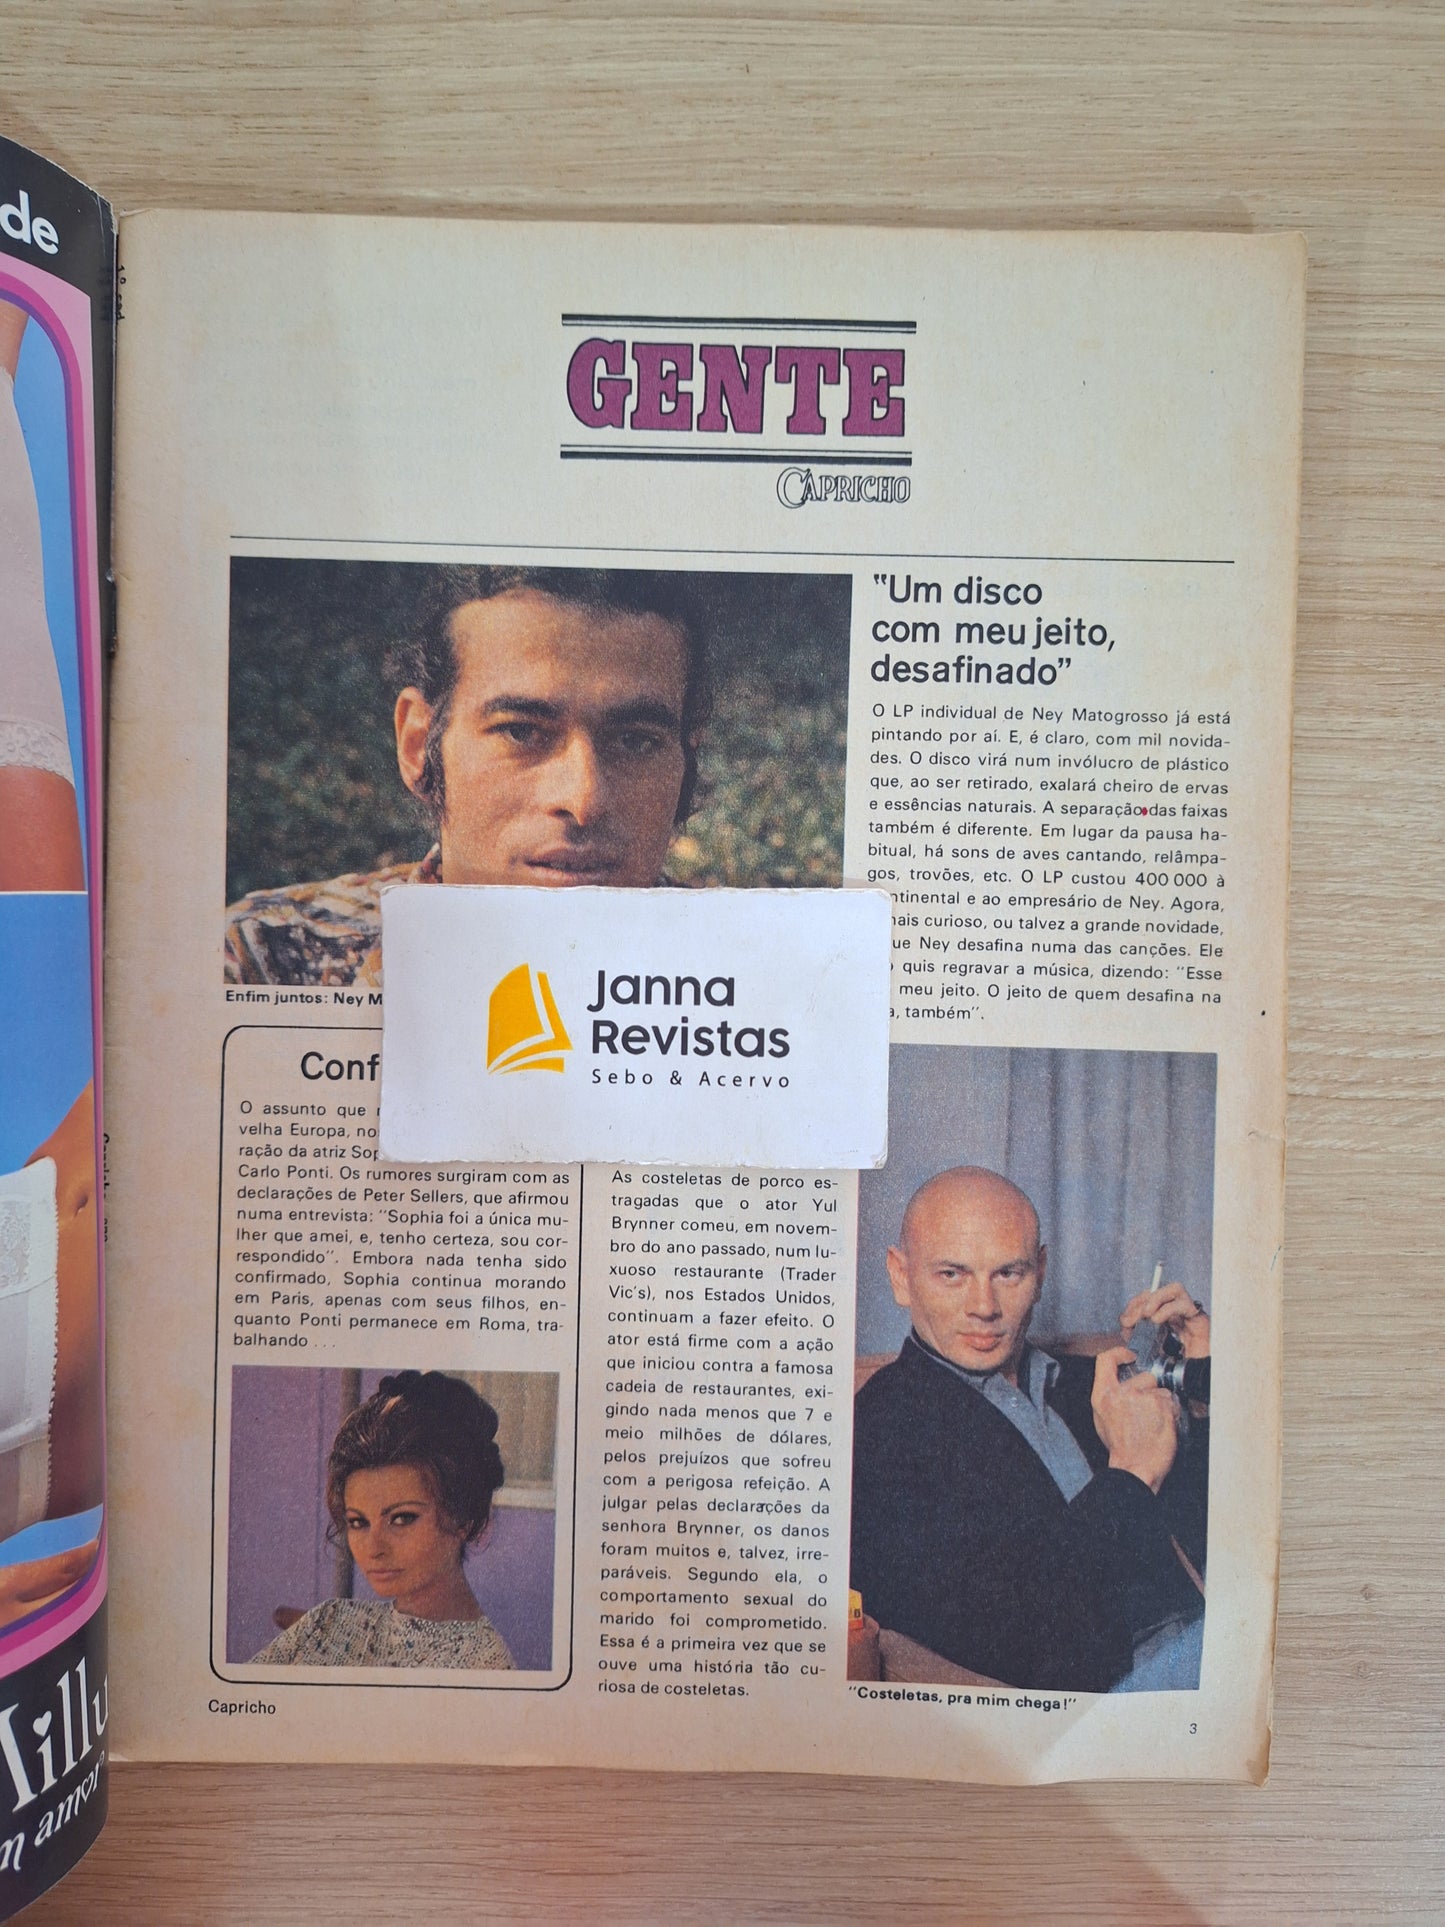 de
GENTE
CAPRICHO
"Um disco
com meu jeito,
desafinado"
O LP individual de Ney Matogrosso já está
pintando por aí. E, é claro, com mil novida-
des. O disco virá num invólucro de plástico
que, ao ser retirado, exalará cheiro de ervas
e essências naturais. A separação das faixas
também é diferente. Em lugar da pausa ha-
bitual, há sons de aves cantando, relâmpa-
gos, trovões, etc. O LP custou 400 000 à
ntinental e ao empresário de Ney. Agora,
curioso, ou talvez a grande novidade,
ue Ney desafina numa das canções. Ele
quis regravar a música, dizendo: "Esse
meu jeito. O jeito de quem desafina na
a, também".
Enfim juntos: Ney M
Janna
Revistas
Sebo & Acervo
Conf
O assunto que
velha Europa, no
ração da atriz Sop
Carlo Ponti. Os rumores surgiram com as
declarações de Peter Sellers, que afirmou
numa entrevista: "Sophia foi a única mu-
lher que amei, e, tenho certeza, sou cor-
respondido". Embora nada tenha sido
confirmado, Sophia continua morando
em Paris, apenas com seus filhos, en-
quanto Ponti permanece em Roma, tra-
balhando . . .
As costeletas de porco es-
tragadas que o ator Yul
Brynner comeu, em novem-
bro do ano passado, num lu-
xuoso restaurante (Trader
Vic's), nos Estados Unidos,
continuam a fazer efeito. O
ator está firme com a ação
que iniciou contra a famosa
cadeia de restaurantes, exi-
gindo nada menos que 7 e
meio milhões de dólares,
pelos prejuízos que sofreu
com a perigosa refeição. A
julgar pelas declarações da
senhora Brynner, os danos
foram muitos e, talvez, irre-
paráveis. Segundo ela, o
comportamento sexual do
marido foi comprometido.
Essa é a primeira vez que se
ouve uma história tão cu-
riosa de costeletas.
"Costeletas, pra mim chega!"
Capricho
3
illu
m amor